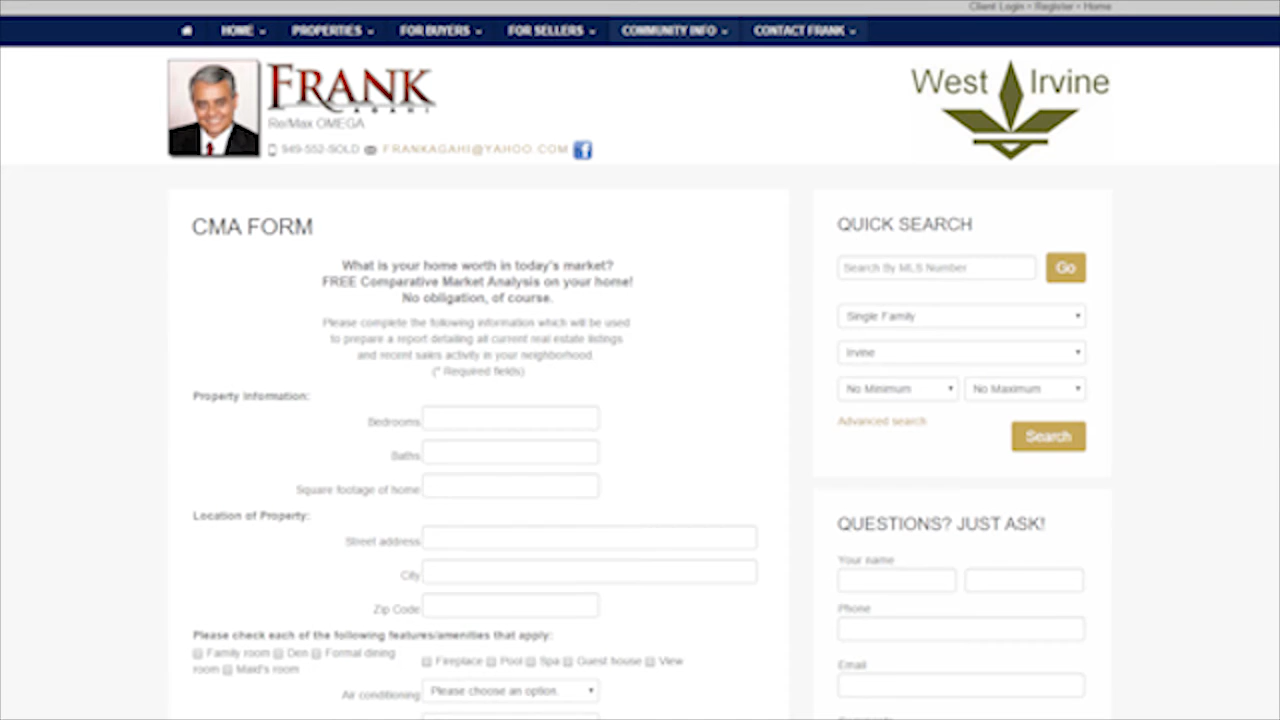 Client Login • Register • Home
HOME PROPERTIES FOR BUYERS FOR SELLERS COMMUNITY INFO CONTACT FRANK
FRANK
AGAHI
Re/Max OMEGA
949-552-SOLD FRANKAGAHI@YAHOO.COM f
West Irvine
CMA FORM
What is your home worth in today's market?
FREE Comparative Market Analysis on your home!
No obligation, of course.
Please complete the following information which will be used
to prepare a report detailing all current real estate listings
and recent sales activity in your neighborhood.
(* Required fields)
Property Information:
Bedrooms
Baths
Square footage of home
Location of Property:
Street address
City
Zip Code
Please check each of the following features/amenities that apply:
Family room Den Formal dining
room Maid's room
Fireplace Pool Spa Guest house View
Air conditioning Please choose an option.
QUICK SEARCH
Search By MLS Number Go
Single Family
Irvine
No Minimum No Maximum
Advanced search
Search
QUESTIONS? JUST ASK!
Your name
Phone
Email